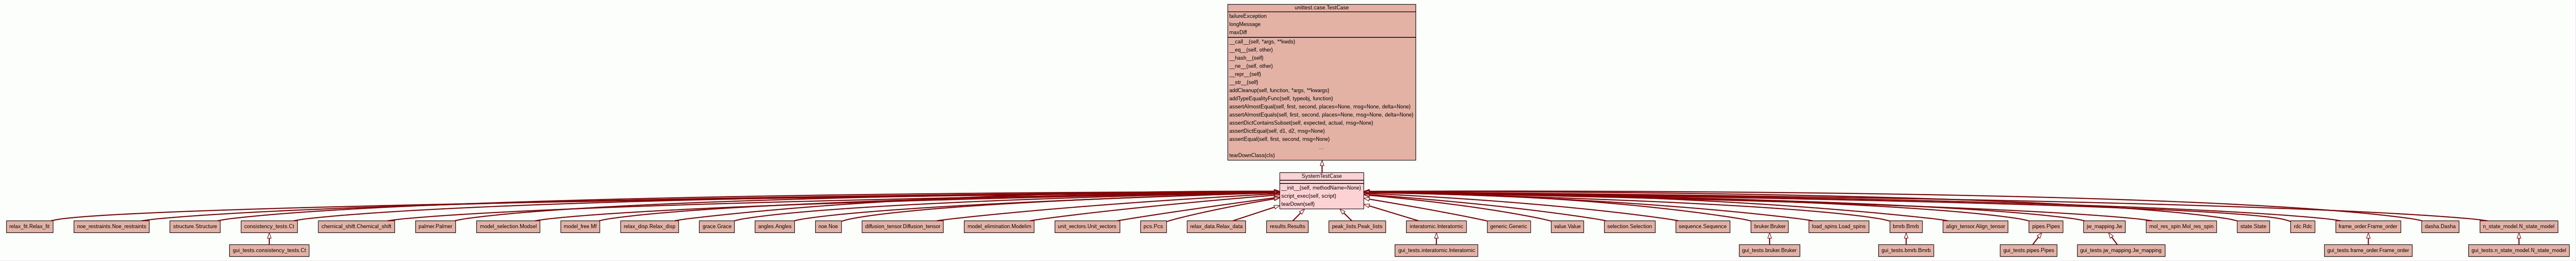 unittest.case.TestCase
failureException
longMessage
maxDiff
__call__(self, *args, **kwds)
__eq__(self, other)
__hash__(self)
__ne__(self, other)
__repr__(self)
__str__(self)
addCleanup(self, function, *args, **kwargs)
addTypeEqualityFunc(self, typeobj, function)
assertAlmostEqual(self, first, second, places=None, msg=None, delta=None)
assertAlmostEquals(self, first, second, places=None, msg=None, delta=None)
assertDictContainsSubset(self, expected, actual, msg=None)
assertDictEqual(self, d1, d2, msg=None)
assertEqual(self, first, second, msg=None)
...
tearDownClass(cls)
SystemTestCase
__init__(self, methodName=None)
script_exec(self, script)
tearDown(self)
relax_fit.Relax_fit
noe_restraints.Noe_restraints
structure.Structure
consistency_tests.Ct
chemical_shift.Chemical_shift
palmer.Palmer
model_selection.Modsel
model_free.Mf
relax_disp.Relax_disp
grace.Grace
angles.Angles
noe.Noe
diffusion_tensor.Diffusion_tensor
model_elimination.Modelim
unit_vectors.Unit_vectors
pcs.Pcs
relax_data.Relax_data
results.Results
peak_lists.Peak_lists
interatomic.Interatomic
generic.Generic
value.Value
selection.Selection
sequence.Sequence
bruker.Bruker
load_spins.Load_spins
bmrb.Bmrb
align_tensor.Align_tensor
pipes.Pipes
jw_mapping.Jw
mol_res_spin.Mol_res_spin
state.State
rdc.Rdc
frame_order.Frame_order
dasha.Dasha
n_state_model.N_state_model
gui_tests.consistency_tests.Ct
gui_tests.interatomic.Interatomic
gui_tests.bruker.Bruker
gui_tests.bmrb.Bmrb
gui_tests.pipes.Pipes
gui_tests.jw_mapping.Jw_mapping
gui_tests.frame_order.Frame_order
gui_tests.n_state_model.N_state_model